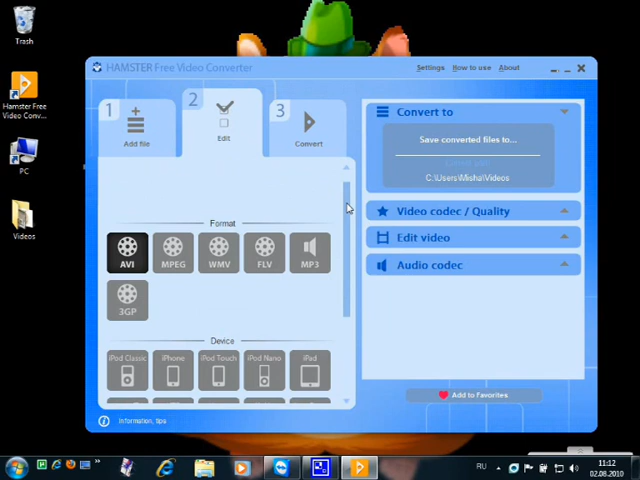 Trash
Hamster Free
Video Conv...
PC
Videos
HAMSTER Free Video Converter
Settings
How to use
About
1
Add file
2
Edit
3
Convert
Format
AVI
MPEG
WMV
FLV
MP3
3GP
Device
iPod Classic
iPhone
iPod Touch
iPod Nano
iPad
Convert to
Save converted files to...
C:\Users\Misha\Videos
Video codec / Quality
Edit video
Audio codec
Add to Favorites
Information, tips
RU
11:12
02.08.2010